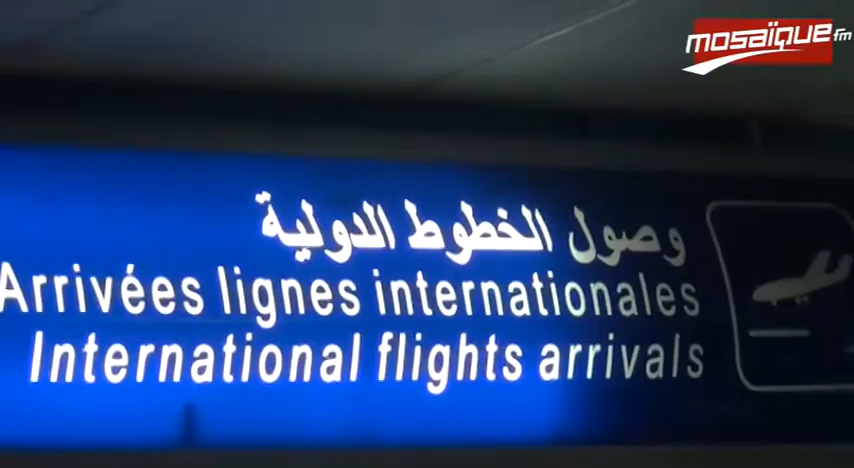 mosaïque fm
وصول الخطوط الدولية
Arrivées lignes internationales
International flights arrivals